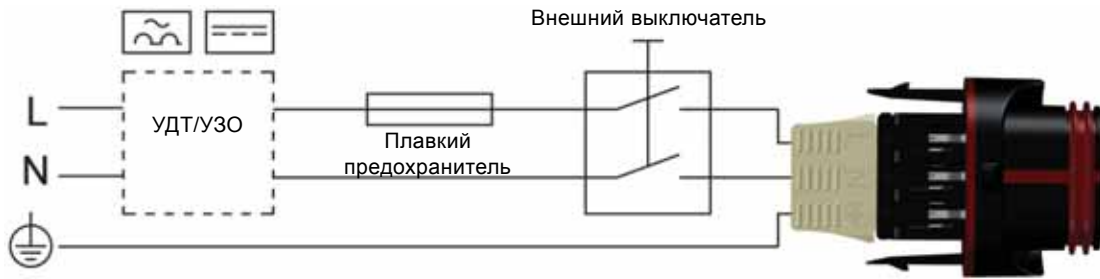 Внешний выключатель
L
УДТ/УЗО
Плавкий
предохранитель
N
L
N